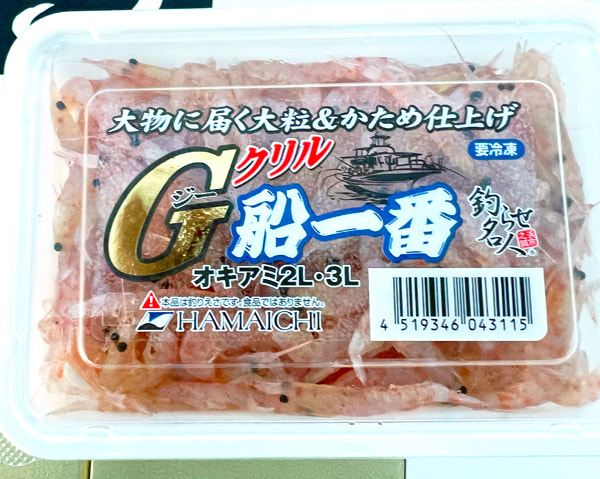 大物に届く大粒&かため仕上げ
Gクリル
ジー
要冷凍
船一番
釣らせ名人
オキアミ2L・3L
本品は釣りえさです・食品ではありません。
HAMAICHI
4 519346 043115